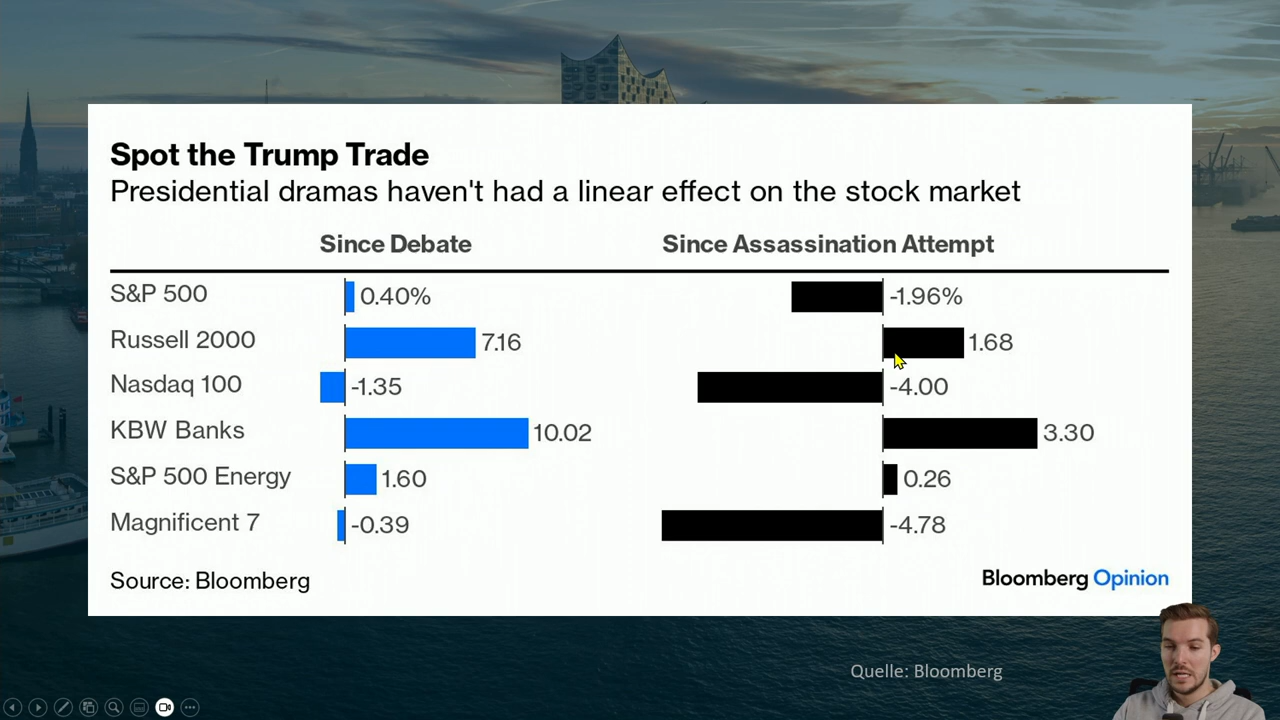 Spot the Trump Trade
Presidential dramas haven't had a linear effect on the stock market
Since Debate Since Assassination Attempt
S&P 500 0.40% -1.96%
Russell 2000 7.16 1.68
Nasdaq 100 -1.35 -4.00
KBW Banks 10.02 3.30
S&P 500 Energy 1.60 0.26
Magnificent 7 -0.39 -4.78
Source: Bloomberg Bloomberg Opinion
Quelle: Bloomberg